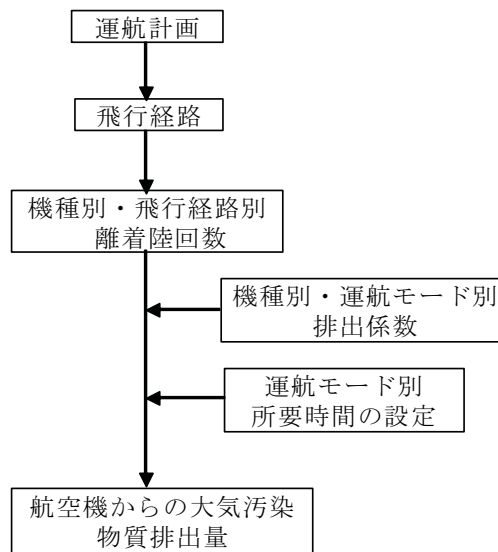 運航計画
飛行経路
機種別・飛行経路別
離着陸回数
機種別・運航モード別
排出係数
運航モード別
所要時間の設定
航空機からの大気汚染
物質排出量